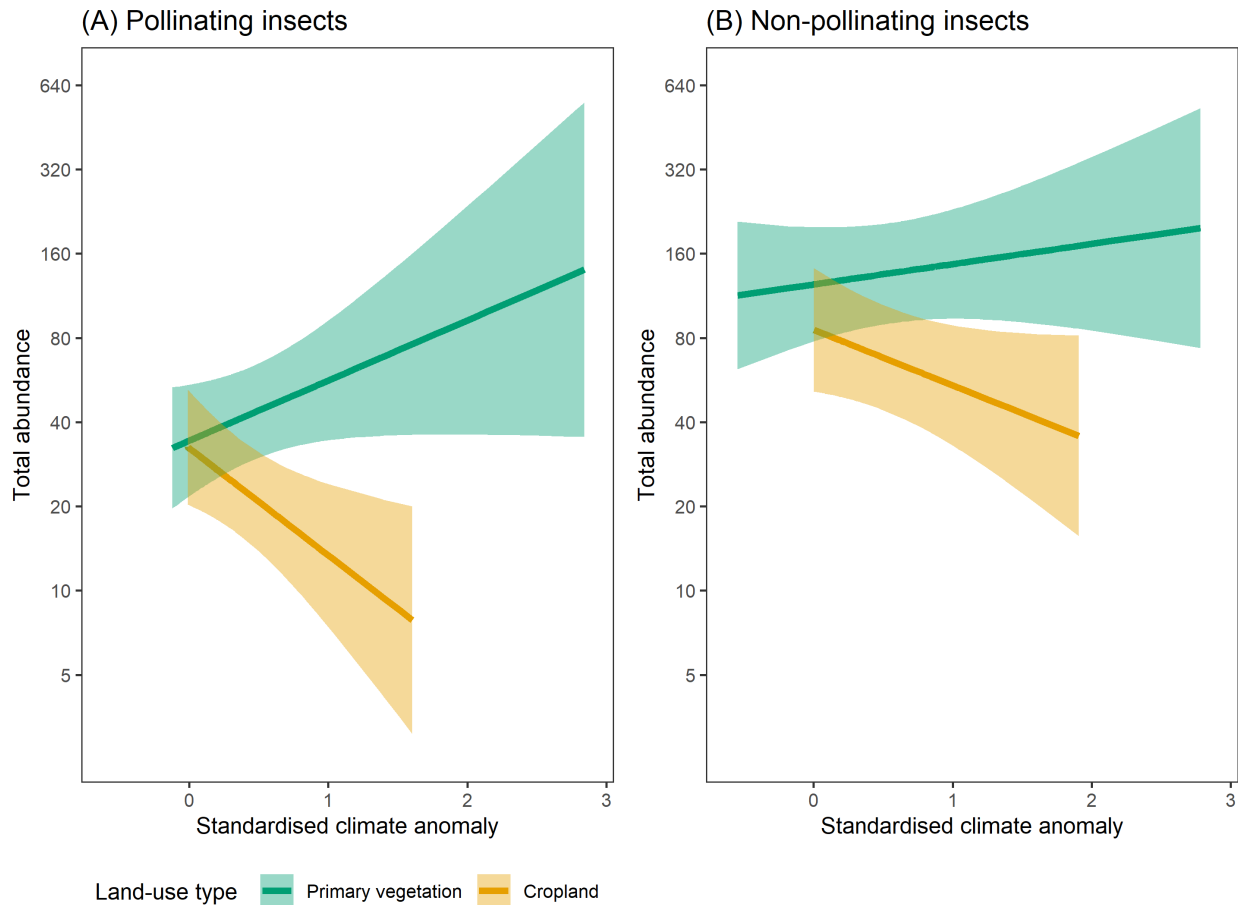 (A) Pollinating insects
Total abundance
640
320
160
80
40
20
10
5
0 1 2 3
Standardised climate anomaly
(B) Non-pollinating insects
Total abundance
640
320
160
80
40
20
10
5
0 1 2 3
Standardised climate anomaly
Land-use type Primary vegetation Cropland